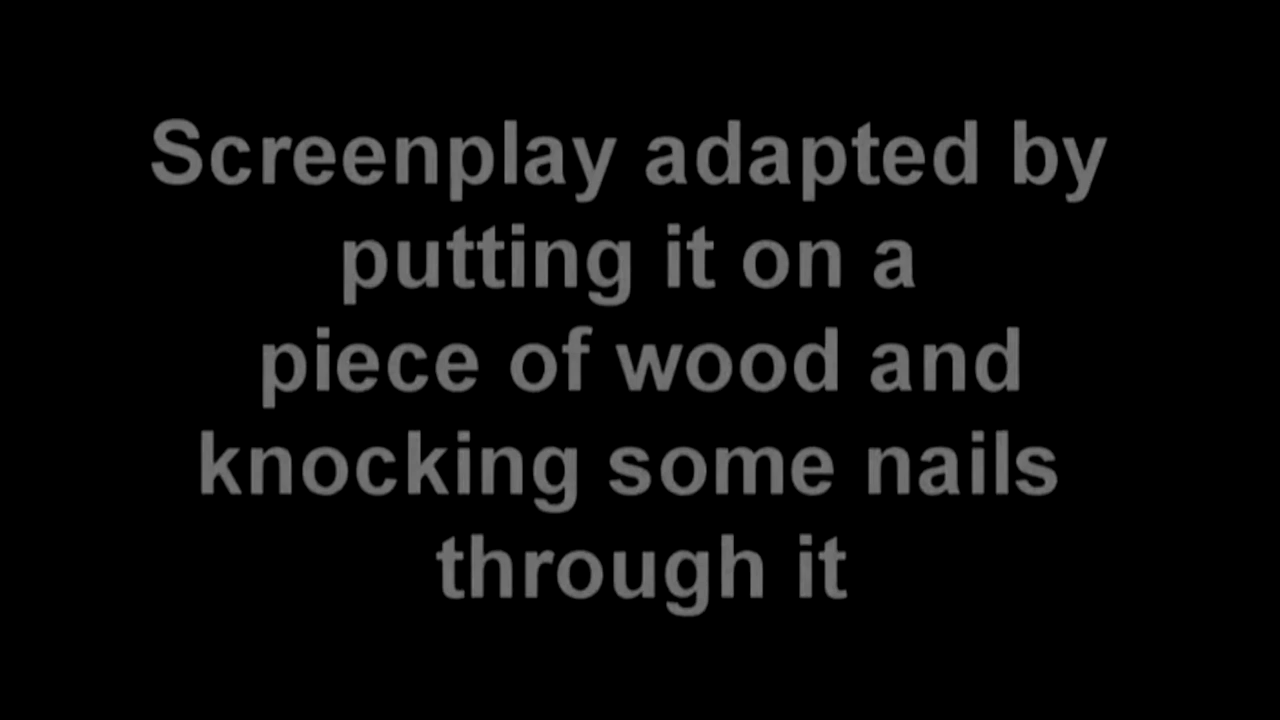 Screenplay adapted by
putting it on a
piece of wood and
knocking some nails
through it